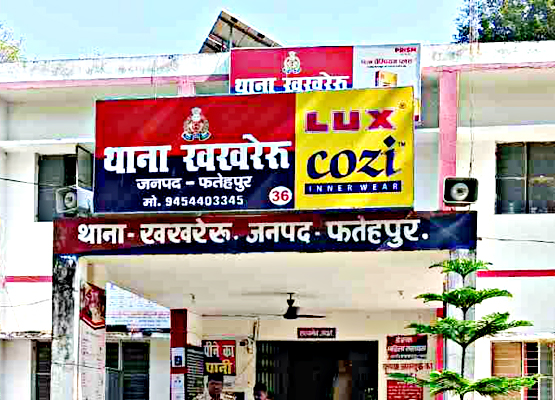 PRISM
थाना खखरेरू
थाना खखरेरू
जनपद - फतेहपुर
मो. 9454403345
36
LUX
cozi
INNER WEAR
थाना - खखरेरू. जनपद - फतेहपुर.
पीने का
पानी